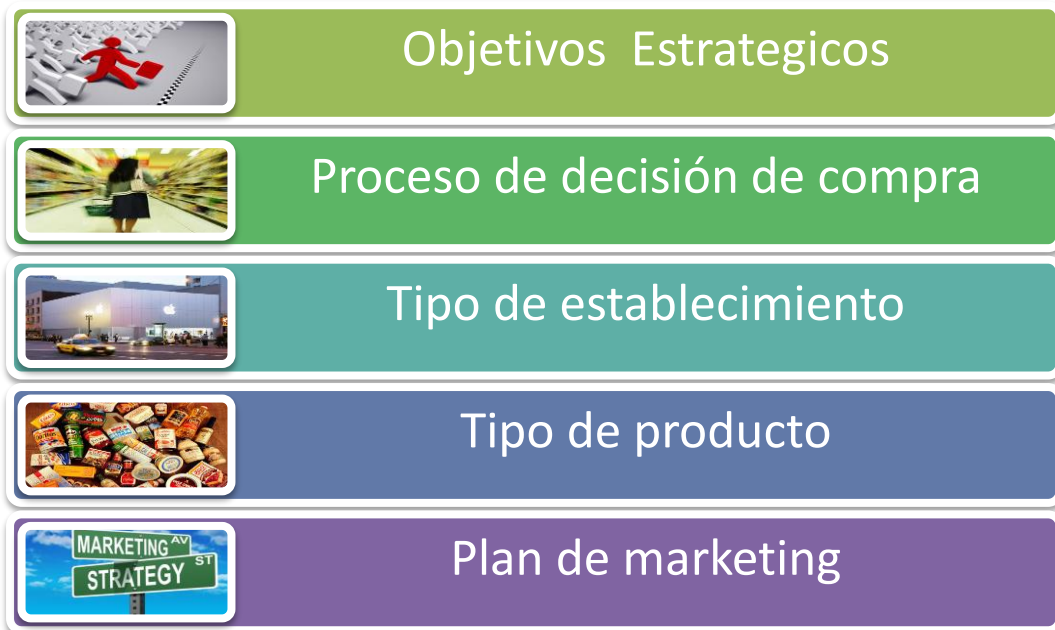 Objetivos  Estrategicos
Proceso de decisión de compra
Tipo de establecimiento
Tipo de producto
MARKETING AV
STRATEGY ST
Plan de marketing